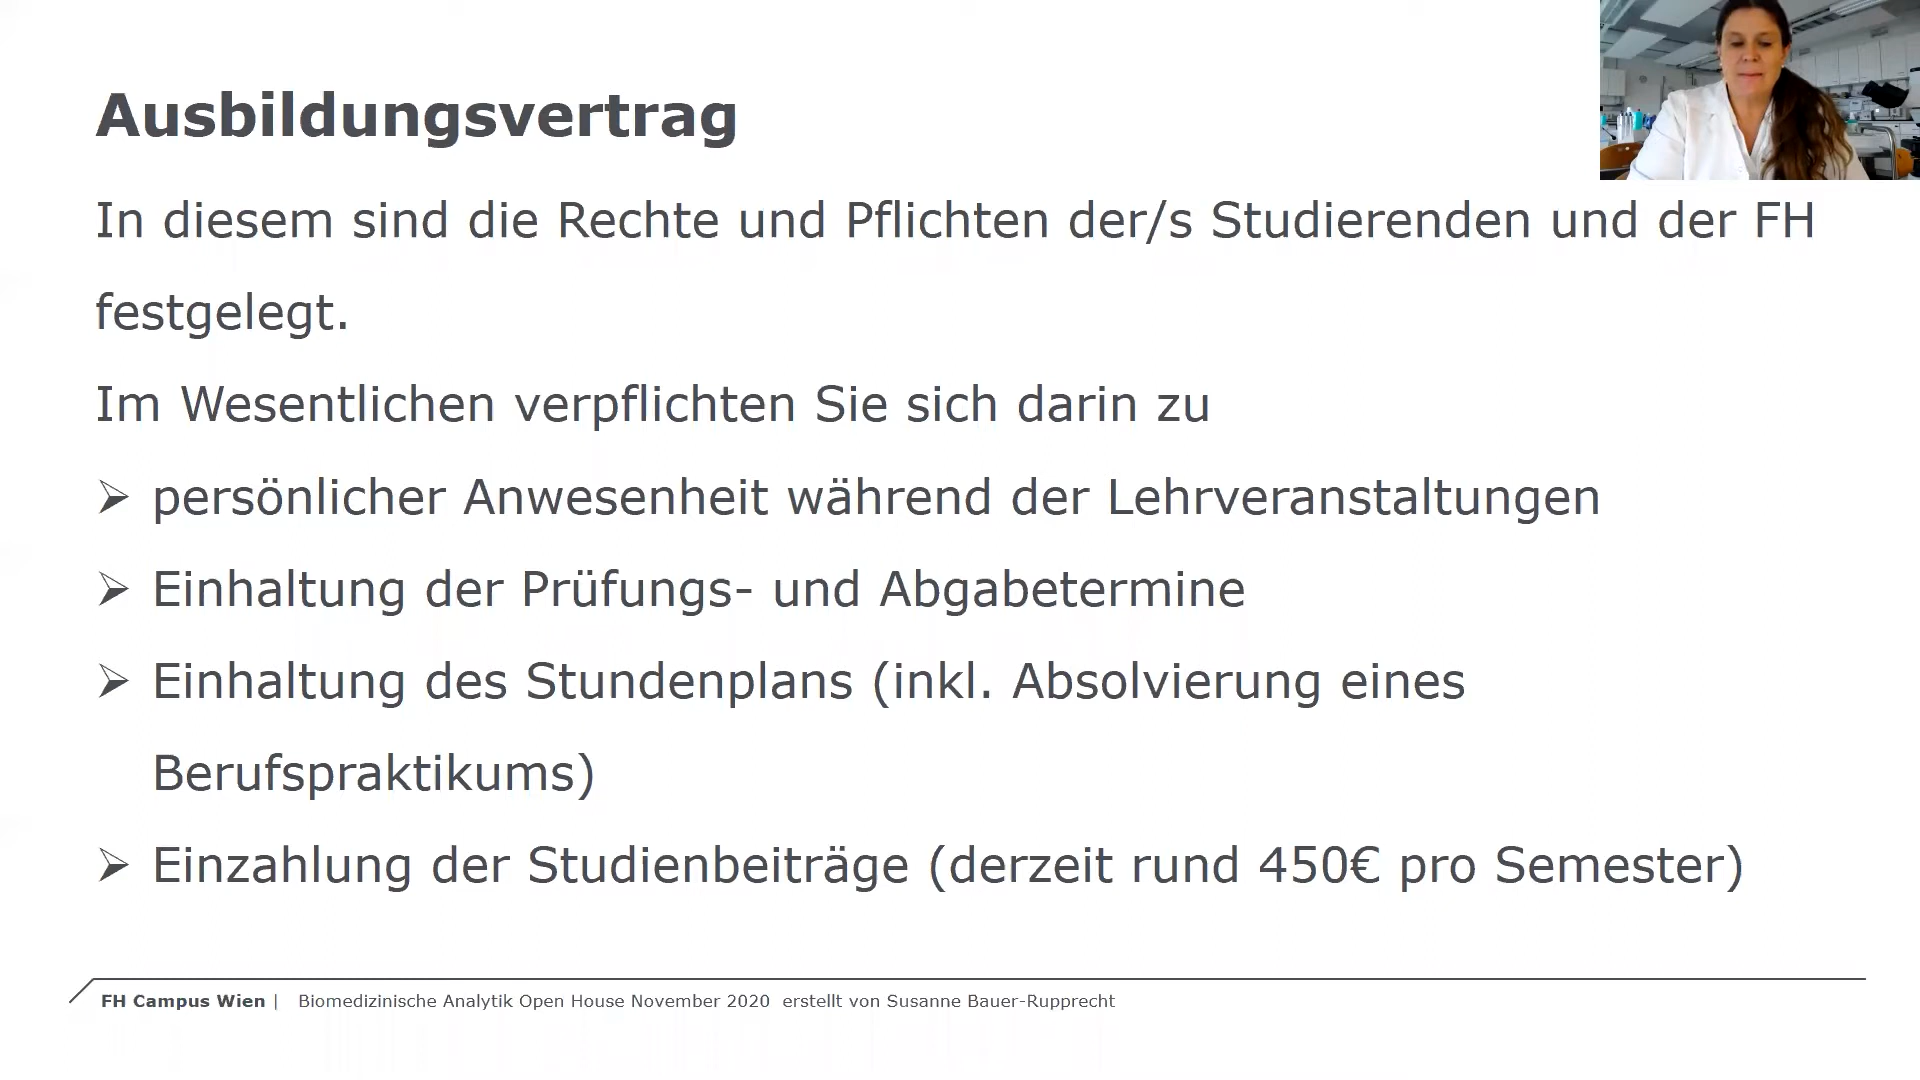 Ausbildungsvertrag
In diesem sind die Rechte und Pflichten der/s Studierenden und der FH
festgelegt.
Im Wesentlichen verpflichten Sie sich darin zu
➢ persönlicher Anwesenheit während der Lehrveranstaltungen
➢ Einhaltung der Prüfungs- und Abgabetermine
➢ Einhaltung des Stundenplans (inkl. Absolvierung eines
Berufspraktikums)
➢ Einzahlung der Studienbeiträge (derzeit rund 450€ pro Semester)
FH Campus Wien | Biomedizinische Analytik Open House November 2020 erstellt von Susanne Bauer-Rupprecht